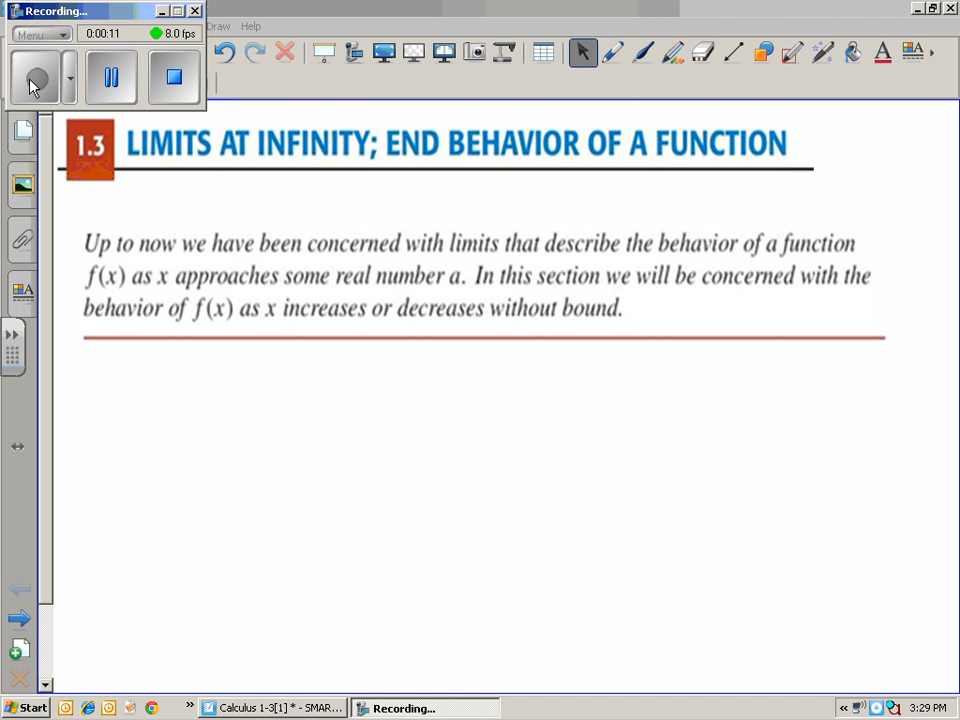 Recording...
Menu
0:00:11
8.0 fps
Draw Help
1.3 LIMITS AT INFINITY; END BEHAVIOR OF A FUNCTION
Up to now we have been concerned with limits that describe the behavior of a function
f(x) as x approaches some real number a. In this section we will be concerned with the
behavior of f(x) as x increases or decreases without bound.
Start
Calculus 1-3[1] * - SMAR...
Recording...
3:29 PM